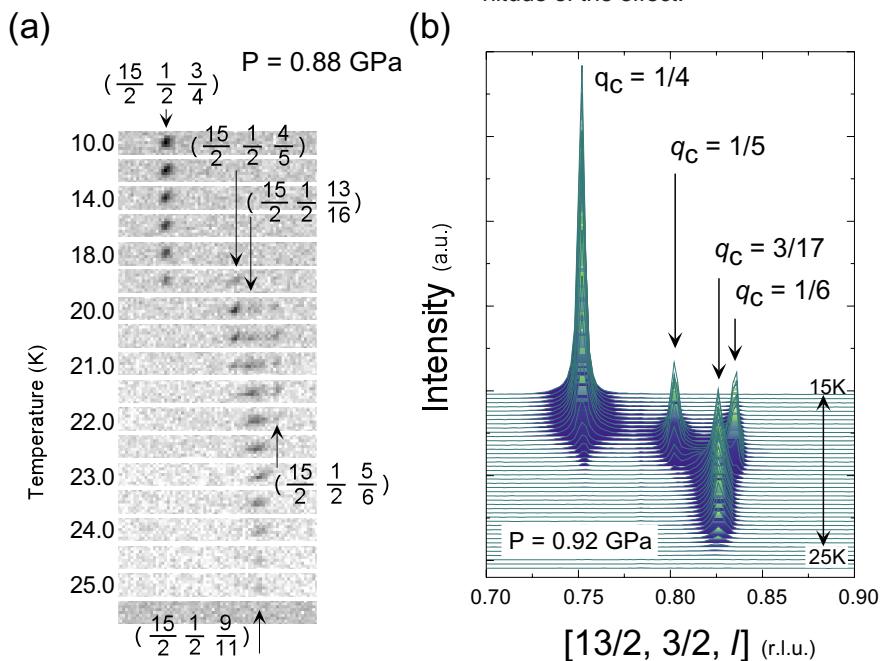 (a)
P = 0.88 GPa
(15/2 1/2 3/4)
(15/2 1/2 4/5)
(15/2 1/2 13/16)
10.0
14.0
18.0
20.0
21.0
22.0
23.0
24.0
25.0
Temperature (K)
(15/2 1/2 5/6)
(15/2 1/2 9/11)
(b)
qc = 1/4
qc = 1/5
qc = 3/17
qc = 1/6
Intensity (a.u.)
15K
25K
P = 0.92 GPa
0.70 0.75 0.80 0.85 0.90
[13/2, 3/2, l] (r.l.u.)